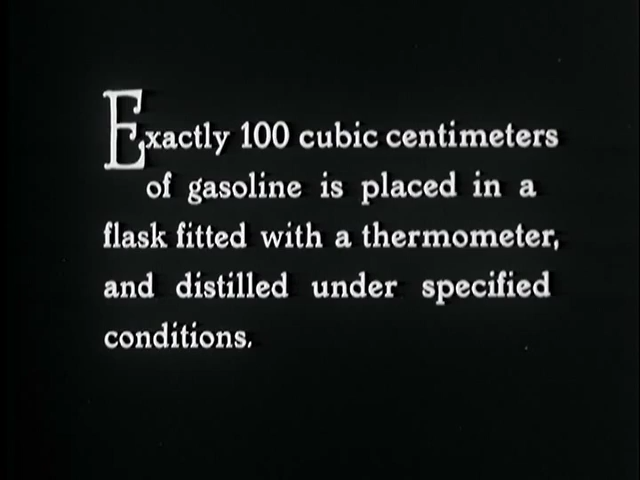 Exactly 100 cubic centimeters
of gasoline is placed in a
flask fitted with a thermometer,
and distilled under specified
conditions.